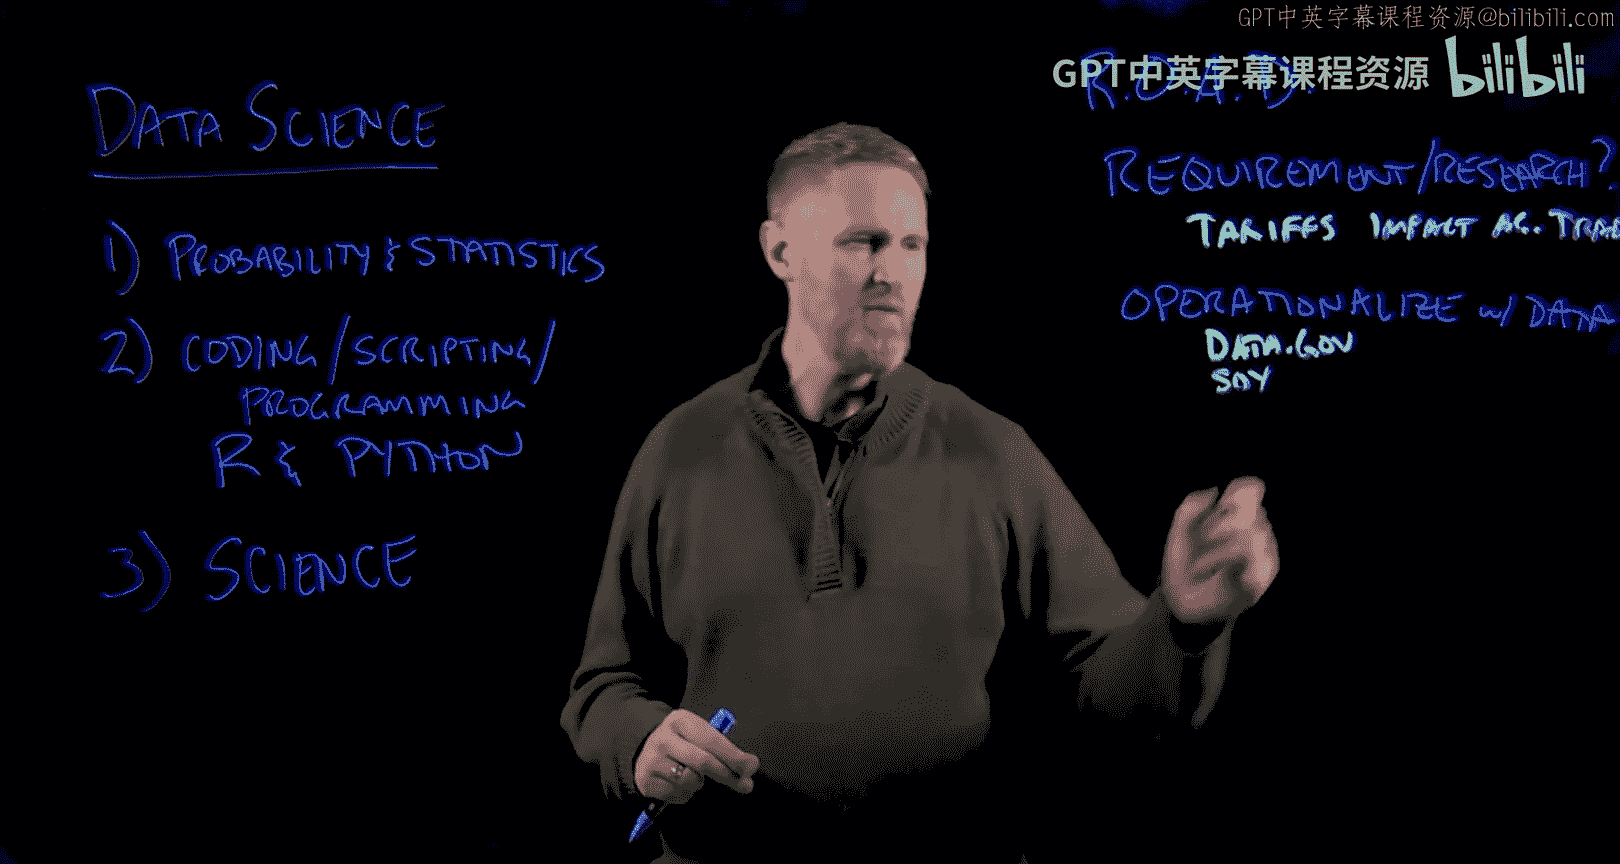 GPT中英字幕课程资源@bilibili.com
GPT中英字幕课程资源 bilibili
DATA SCIENCE
1) PROBABILITY & STATISTICS
2) CODING/SCRIPTING/
PROGRAMMING
R & PYTHON
3) SCIENCE
R.O.A.D.
REQUIREMENT/RESEARCH?
TARIFFS IMPACT AG. TRAD
OPERATIONALIZE W/ DATA
DATA.GOV
SOY